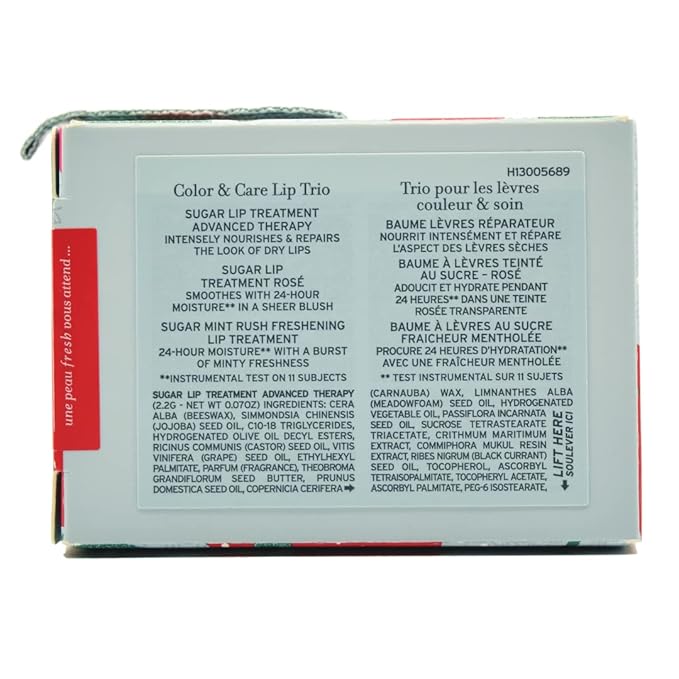 H13005689
Color & Care Lip Trio
SUGAR LIP TREATMENT
ADVANCED THERAPY
INTENSELY NOURISHES & REPAIRS
THE LOOK OF DRY LIPS
SUGAR LIP
TREATMENT ROSÉ
SMOOTHES WITH 24-HOUR
MOISTURE** IN A SHEER BLUSH
SUGAR MINT RUSH FRESHENING
LIP TREATMENT
24-HOUR MOISTURE** WITH A BURST
OF MINTY FRESHNESS
**INSTRUMENTAL TEST ON 11 SUBJECTS
SUGAR LIP TREATMENT ADVANCED THERAPY
(2.2G - NET WT 0.07OZ) INGREDIENTS: CERA
ALBA (BEESWAX), SIMMONDSIA CHINENSIS
(JOJOBA) SEED OIL, C10-18 TRIGLYCERIDES,
HYDROGENATED OLIVE OIL DECYL ESTERS,
RICINUS COMMUNIS (CASTOR) SEED OIL, VITIS
VINIFERA (GRAPE) SEED OIL, ETHYLHEXYL
PALMITATE, PARFUM (FRAGRANCE), THEOBROMA
GRANDIFLORUM SEED BUTTER, PRUNUS
DOMESTICA SEED OIL, COPERNICIA CERIFERA→
Trio pour les lèvres
couleur & soin
BAUME LÈVRES RÉPARATEUR
NOURRIT INTENSÉMENT ET RÉPARE
L'ASPECT DES LÈVRES SÈCHES
BAUME À LÈVRES TEINTÉ
AU SUCRE – ROSÉ
ADOUCIT ET HYDRATE PENDANT
24 HEURES** DANS UNE TEINTE
ROSÉE TRANSPARENTE
BAUME À LÈVRES AU SUCRE
FRAICHEUR MENTHOLÉE
PROCURE 24 HEURES D'HYDRATATION**
AVEC UNE FRAÎCHEUR MENTHOLÉE
** TEST INSTRUMENTAL SUR 11 SUJETS
(CARNAUBA) WAX, LIMNANTHES ALBA
(MEADOWFOAM) SEED OIL, HYDROGENATED
VEGETABLE OIL, PASSIFLORA INCARNATA
SEED OIL, SUCROSE TETRASTEARATE
TRIACETATE, CRITHMUM MARITIMUM
EXTRACT, COMMIPHORA MUKUL RESIN
EXTRACT, RIBES NIGRUM (BLACK CURRANT)
SEED OIL, TOCOPHEROL, ASCORBYL
TETRAISOPALMITATE, TOCOPHERYL ACETATE,
ASCORBYL PALMITATE, PEG-6 ISOSTEARATE,
LIFT HERE
SOULEVER ICI
une peau fresh vous attend...